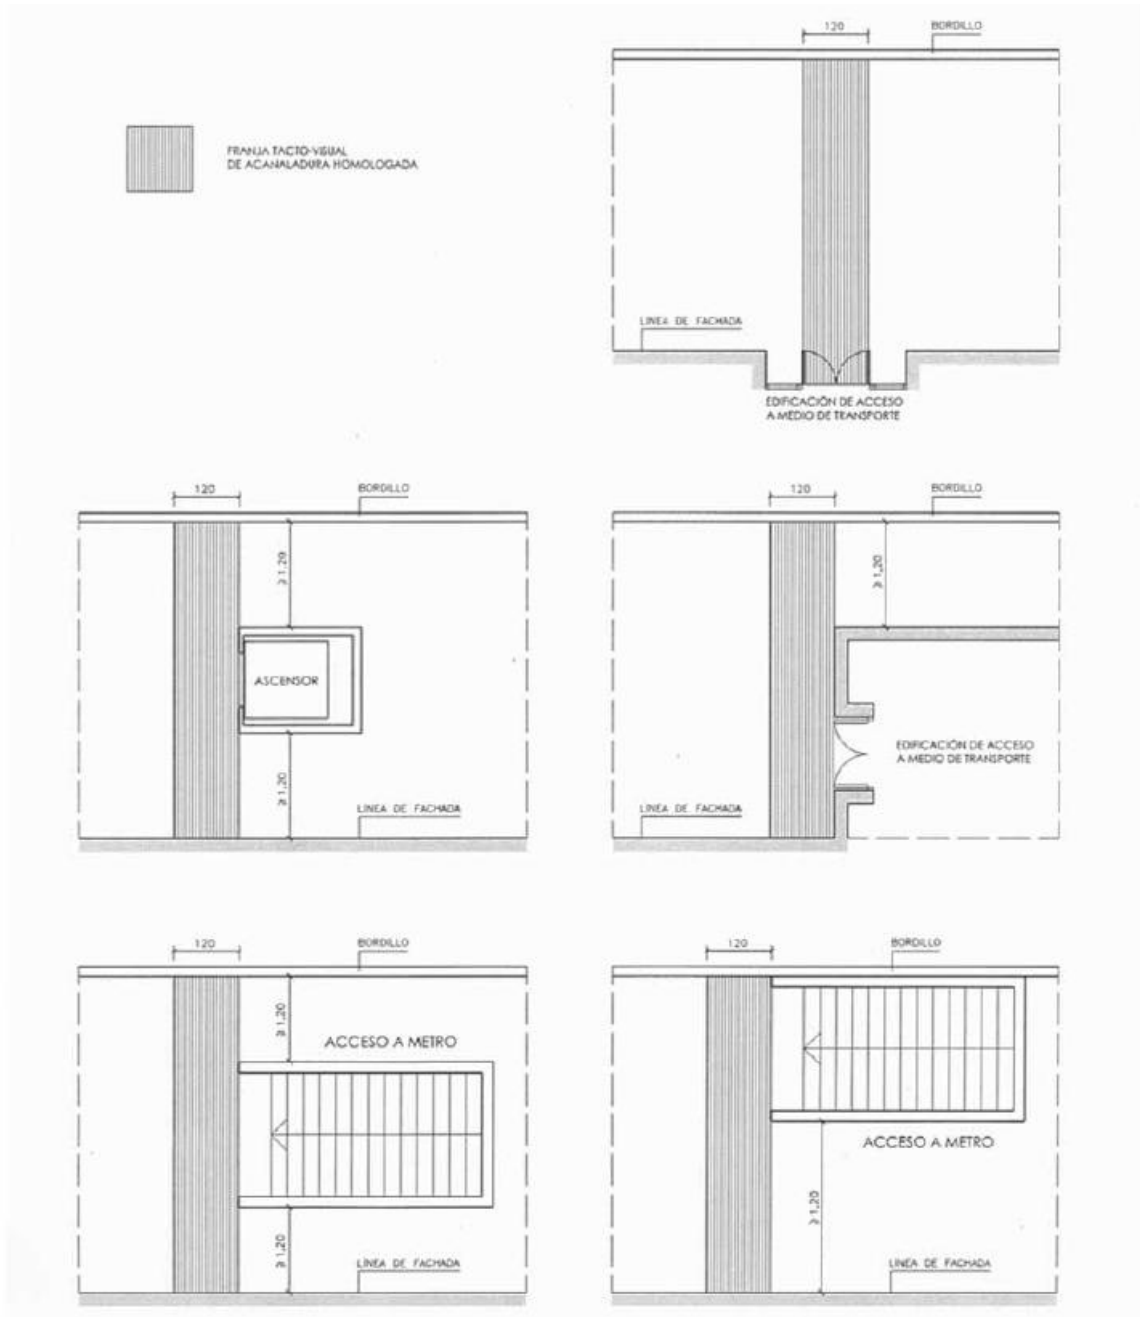 120
BORDILLO
FRANJA TACTO-VISUAL
DE ACANALADURA HOMOLOGADA
LINEA DE FACHADA
EDIFICACIÓN DE ACCESO
A MEDIO DE TRANSPORTE
120
BORDILLO
≥ 1,20
ASCENSOR
≥ 1,20
LINEA DE FACHADA
120
BORDILLO
≥ 1,20
EDIFICACIÓN DE ACCESO
A MEDIO DE TRANSPORTE
LINEA DE FACHADA
120
BORDILLO
≥ 1,20
ACCESO A METRO
≥ 1,20
LÍNEA DE FACHADA
120
BORDILLO
ACCESO A METRO
≥ 1,20
LINEA DE FACHADA